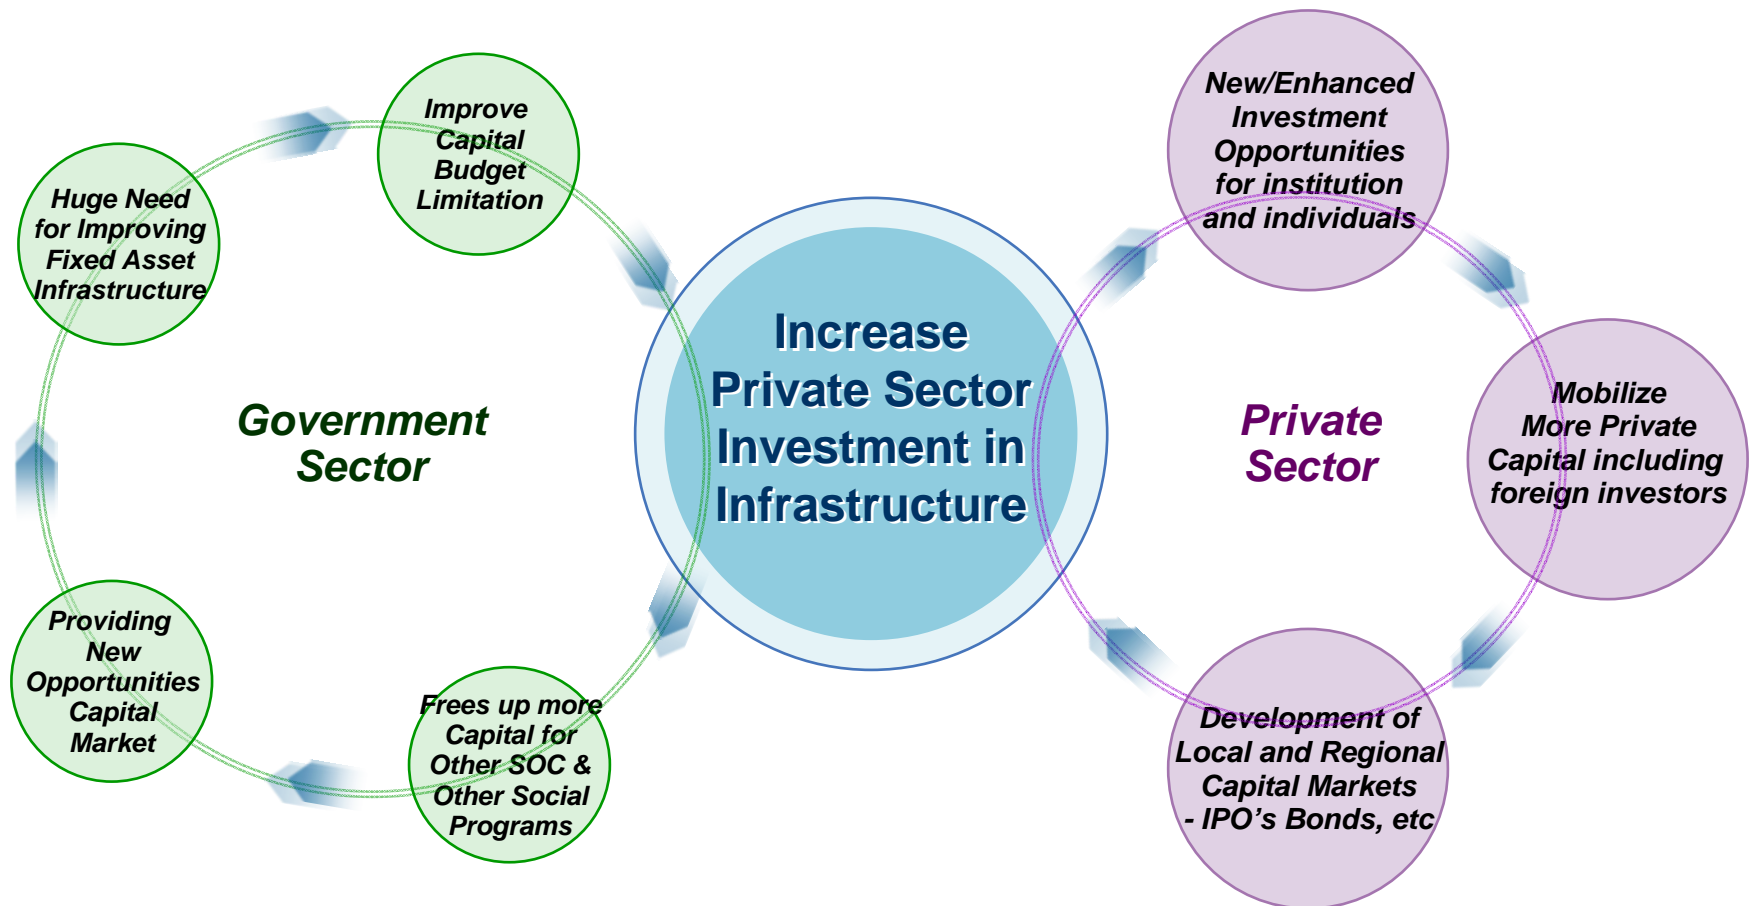 Improve
Capital
Budget
Limitation
Huge Need
for Improving
Fixed Asset
Infrastructure
Government
Sector
Providing
New
Opportunities
Capital
Market
Frees up more
Capital for
Other SOC &
Other Social
Programs
Increase
Private Sector
Investment in
Infrastructure
New/Enhanced
Investment
Opportunities
for institution
and individuals
Private
Sector
Mobilize
More Private
Capital including
foreign investors
Development of
Local and Regional
Capital Markets
- IPO’s Bonds, etc